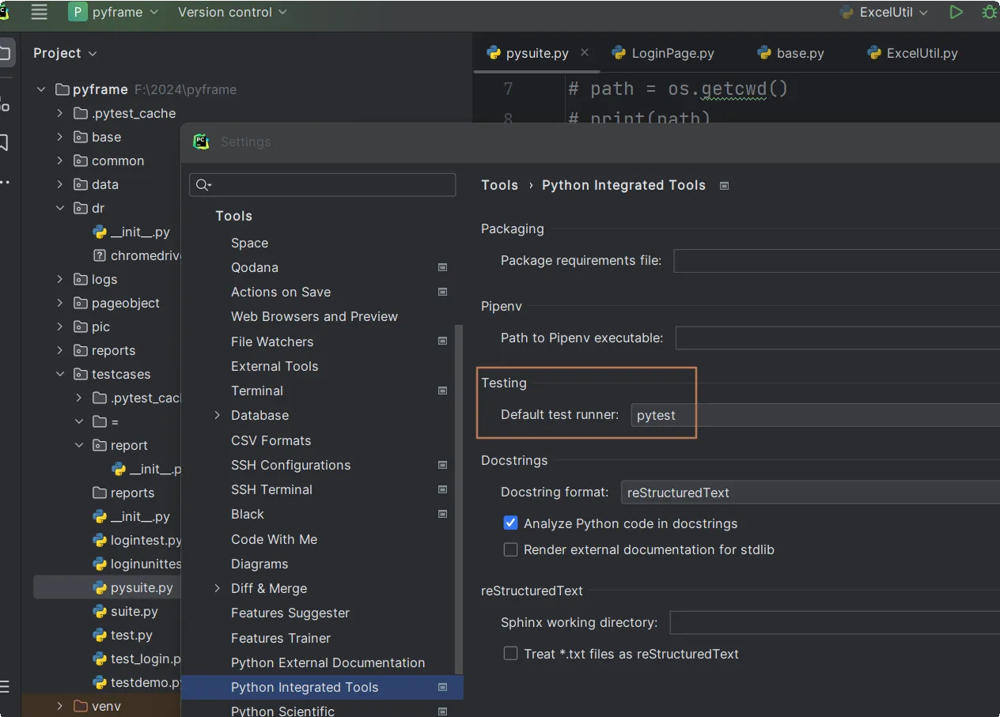 P pyframe Version control ExcelUtil
Project
pyframe F:\2024\pyframe
.pytest_cache
base
common
data
dr
__init__.py
chromedrive
logs
pageobject
pic
reports
testcases
.pytest_cac
=
report
__init__.p
reports
__init__.py
logintest.py
loginunittes
pysuite.py
suite.py
test.py
test_login.p
testdemo.py
venv
pysuite.py LoginPage.py base.py ExcelUtil.py
7 # path = os.getcwd()
8 # print(path)
PC Settings
Tools
Space
Qodana
Actions on Save
Web Browsers and Preview
File Watchers
External Tools
Terminal
Database
CSV Formats
SSH Configurations
SSH Terminal
Black
Code With Me
Diagrams
Diff & Merge
Features Suggester
Features Trainer
Python External Documentation
Python Integrated Tools
Python Scientific
Tools › Python Integrated Tools
Packaging
Package requirements file:
Pipenv
Path to Pipenv executable:
Testing
Default test runner: pytest
Docstrings
Docstring format: reStructuredText
Analyze Python code in docstrings
Render external documentation for stdlib
reStructuredText
Sphinx working directory:
Treat *.txt files as reStructuredText